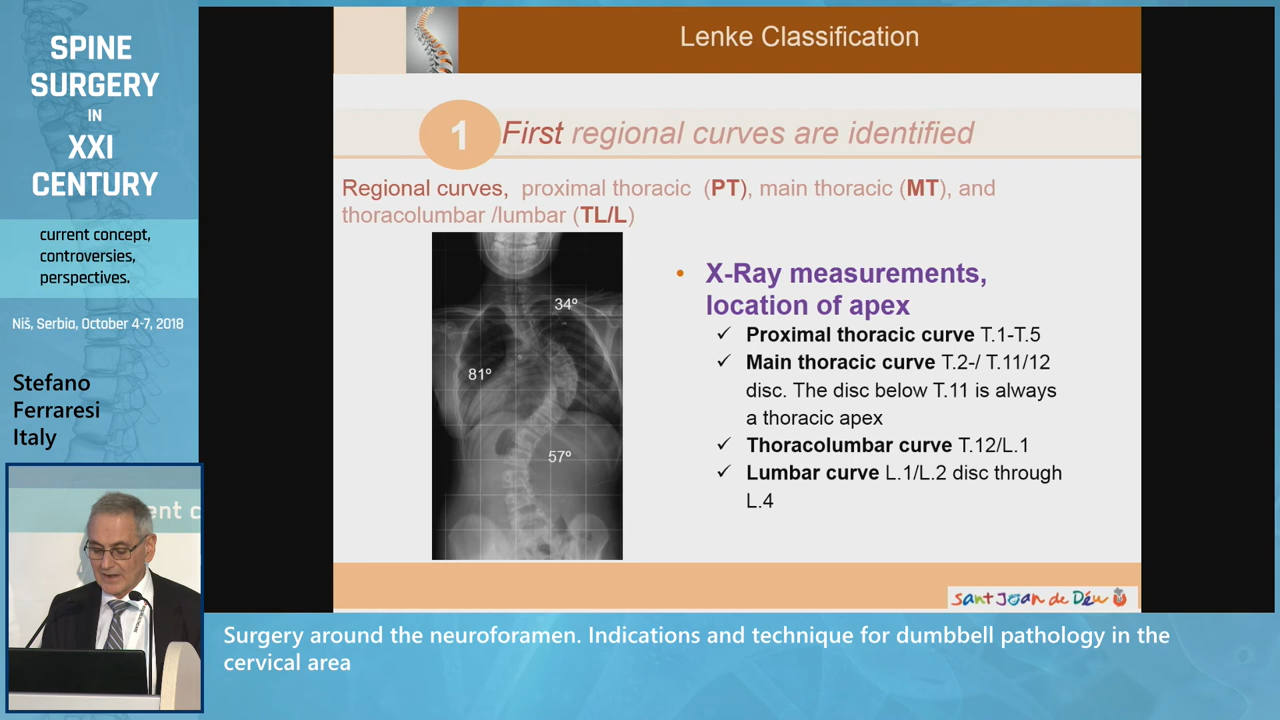 SPINE
SURGERY
IN
XXI
CENTURY
current concept,
controversies,
perspectives.
Niš, Serbia, October 4-7, 2018
Stefano
Ferraresi
Italy
ent c
Lenke Classification
1
First regional curves are identified
Regional curves, proximal thoracic (PT), main thoracic (MT), and
thoracolumbar /lumbar (TL/L)
34º
81º
57º
• X-Ray measurements,
location of apex
✓ Proximal thoracic curve T.1-T.5
✓ Main thoracic curve T.2-/ T.11/12
disc. The disc below T.11 is always
a thoracic apex
✓ Thoracolumbar curve T.12/L.1
✓ Lumbar curve L.1/L.2 disc through
L.4
Sant Joan de Déu
Surgery around the neuroforamen. Indications and technique for dumbbell pathology in the
cervical area